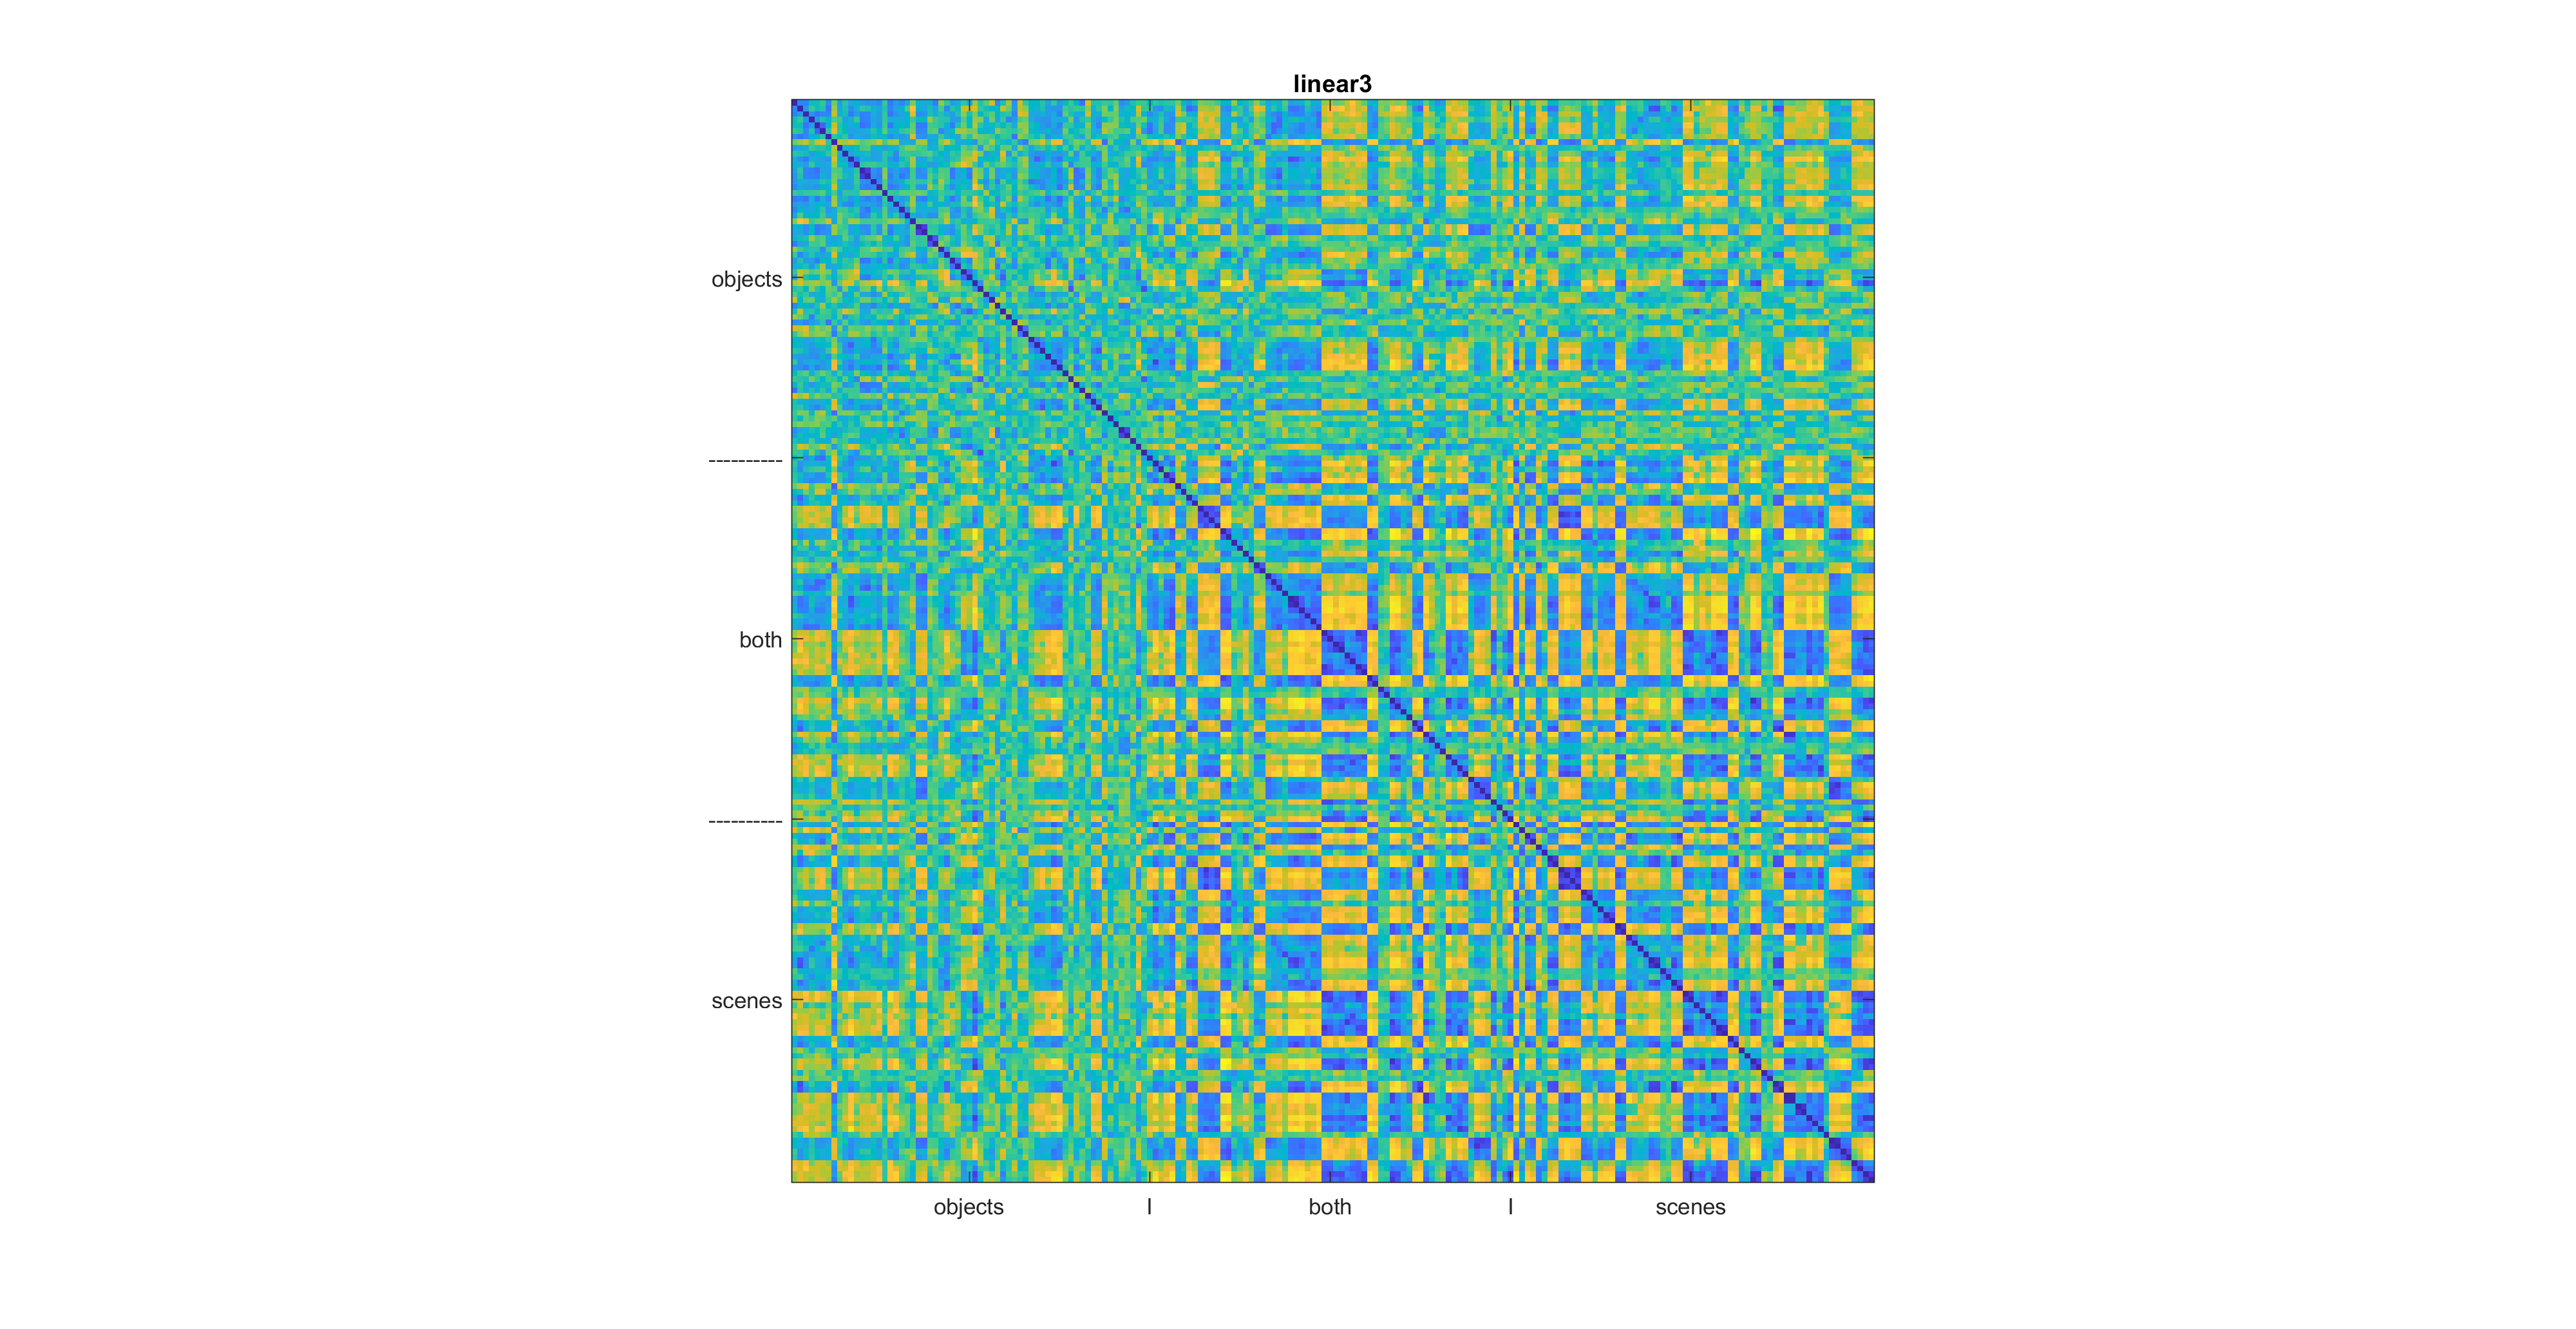 linear3
objects
----------
both
----------
scenes
objects I both I scenes